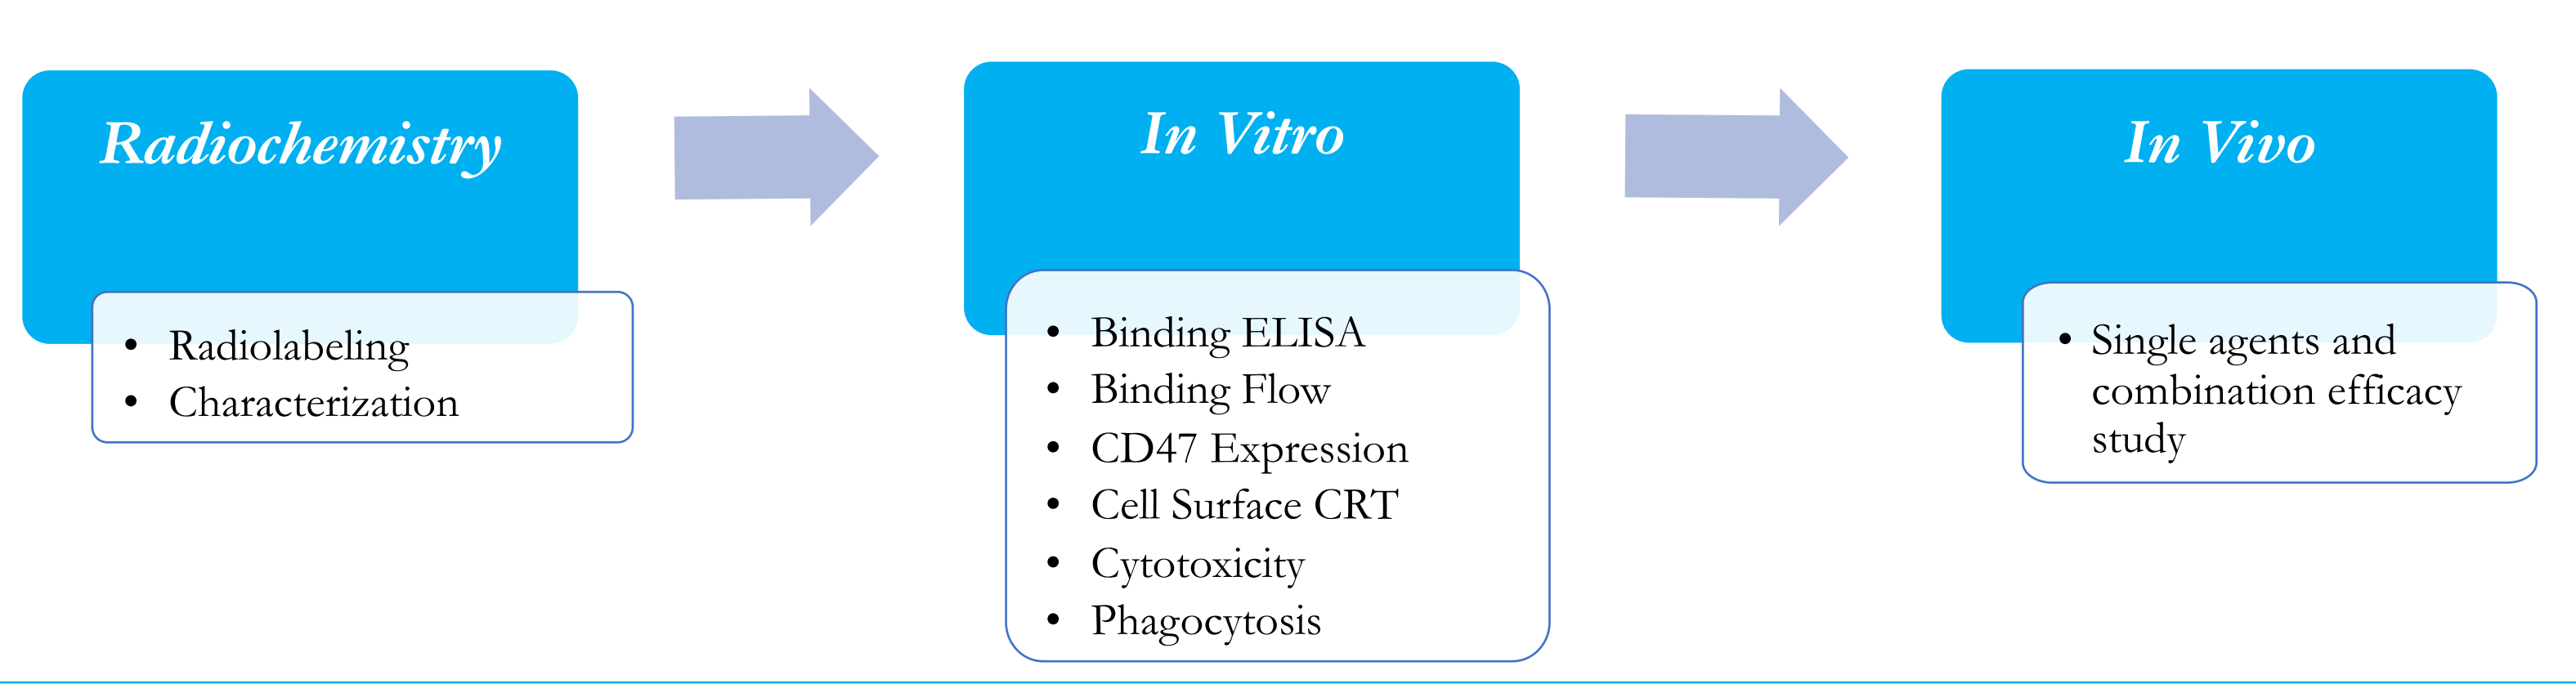 Radiochemistry
• Radiolabeling
• Characterization
In Vitro
• Binding ELISA
• Binding Flow
• CD47 Expression
• Cell Surface CRT
• Cytotoxicity
• Phagocytosis
In Vivo
• Single agents and
combination efficacy
study